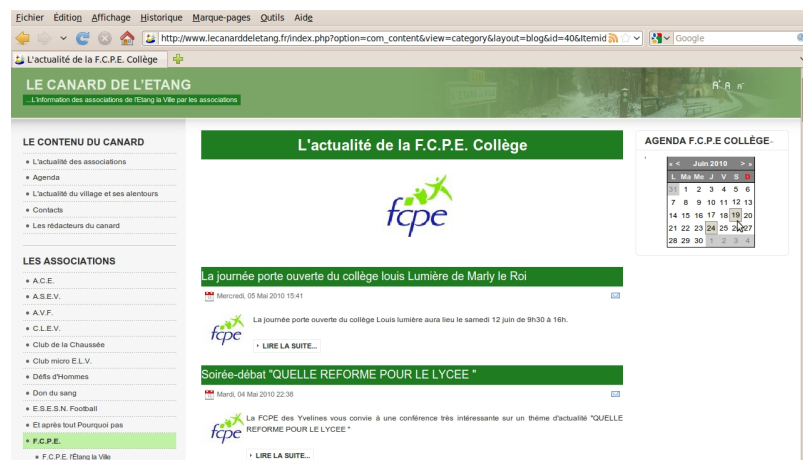 Fichier Édition Affichage Historique Marque-pages Outils Aide
http://www.lecanarddeletang.fr/index.php?option=com_content&view=category&layout=blog&id=40&Itemid
Google
L'actualité de la F.C.P.E. Collège
LE CANARD DE L'ETANG
...L'information des associations de l'Etang la Ville par les associations
A A A
LE CONTENU DU CANARD
L'actualité des associations
Agenda
L'actualité du village et ses alentours
Contacts
Les rédacteurs du canard
LES ASSOCIATIONS
A.C.E.
A.S.E.V.
A.V.F.
C.L.E.V.
Club de la Chaussée
Club micro E.L.V.
Défis d'Hommes
Don du sang
E.S.E.S.N. Football
Et après tout Pourquoi pas
F.C.P.E.
F.C.P.E. l'Étang la Ville
L'actualité de la F.C.P.E. Collège
fcpe
La journée porte ouverte du collège louis Lumière de Marly le Roi
Mercredi, 05 Mai 2010 15:41
fcpe
La journée porte ouverte du collège Louis lumière aura lieu le samedi 12 juin de 9h30 à 16h.
LIRE LA SUITE...
Soirée-débat "QUELLE REFORME POUR LE LYCEE "
Mardi, 04 Mai 2010 22:38
fcpe
La FCPE des Yvelines vous convie à une conférence très intéressante sur un thème d'actualité "QUELLE
REFORME POUR LE LYCEE "
LIRE LA SUITE...
AGENDA F.C.P.E COLLÈGE
« < Juin 2010 > »
L Ma Me J V S D
31 1 2 3 4 5 6
7 8 9 10 11 12 13
14 15 16 17 18 19 20
21 22 23 24 25 27
28 29 30 1 2 3 4